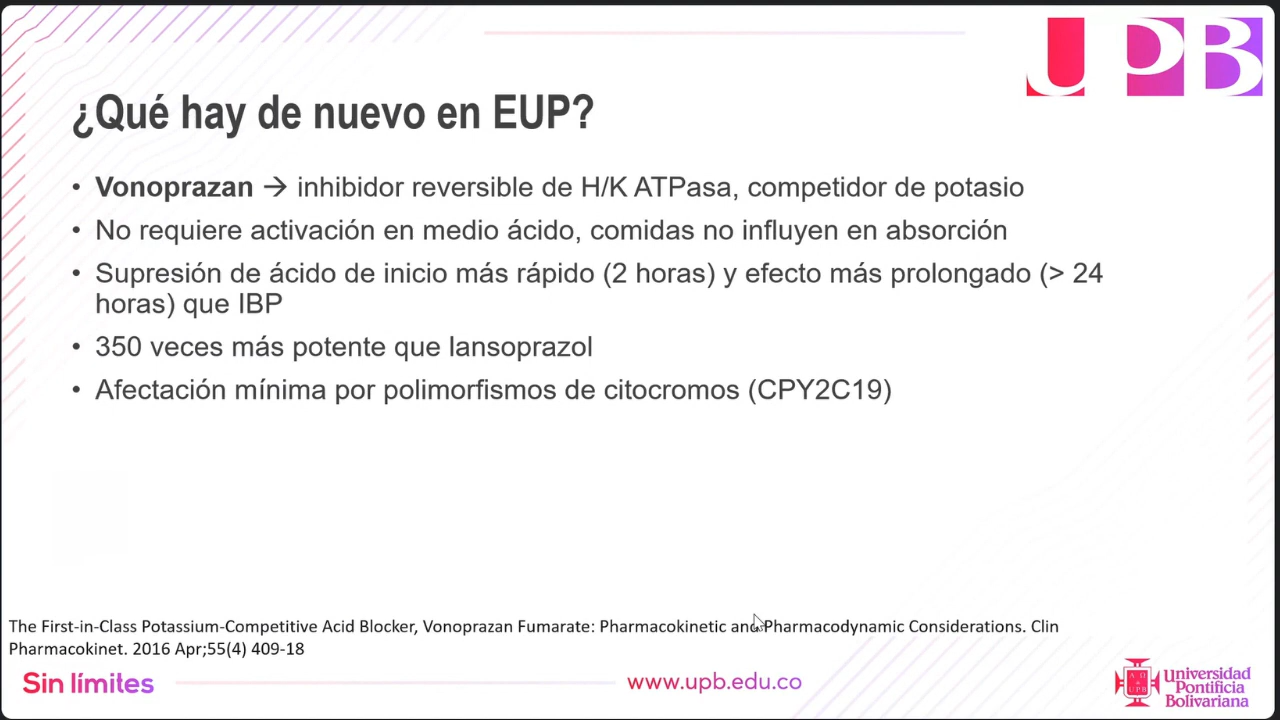 UPB
¿Qué hay de nuevo en EUP?
• Vonoprazan → inhibidor reversible de H/K ATPasa, competidor de potasio
• No requiere activación en medio ácido, comidas no influyen en absorción
• Supresión de ácido de inicio más rápido (2 horas) y efecto más prolongado (> 24
horas) que IBP
• 350 veces más potente que lansoprazol
• Afectación mínima por polimorfismos de citocromos (CPY2C19)
The First-in-Class Potassium-Competitive Acid Blocker, Vonoprazan Fumarate: Pharmacokinetic and Pharmacodynamic Considerations. Clin
Pharmacokinet. 2016 Apr;55(4) 409-18
Sin límites
www.upb.edu.co
A Ω
UPB
Universidad
Pontificia
Bolivariana